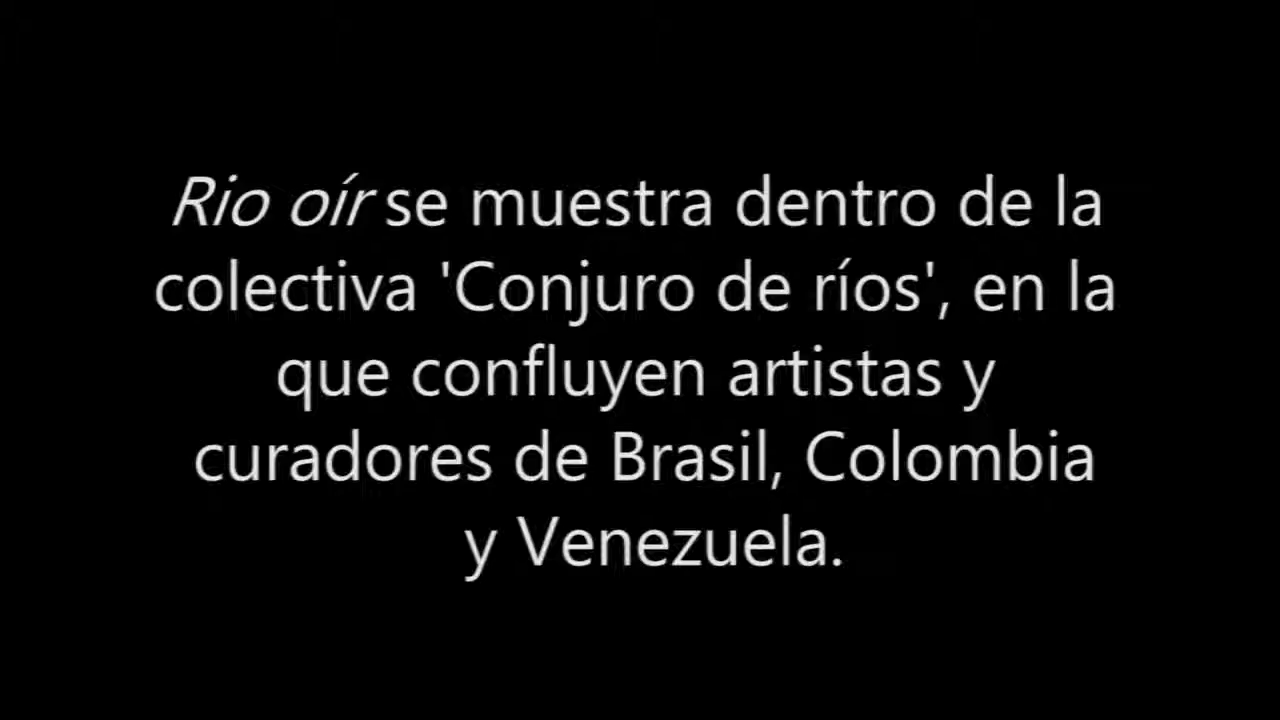 Rio oír se muestra dentro de la
colectiva 'Conjuro de ríos', en la
que confluyen artistas y
curadores de Brasil, Colombia
y Venezuela.